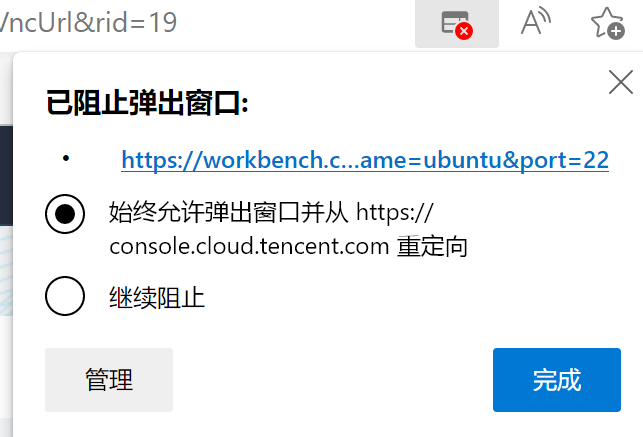 VncUrl&rid=19
已阻止弹出窗口:
• https://workbench.c...ame=ubuntu&port=22
始终允许弹出窗口并从 https://
console.cloud.tencent.com 重定向
继续阻止
管理
完成